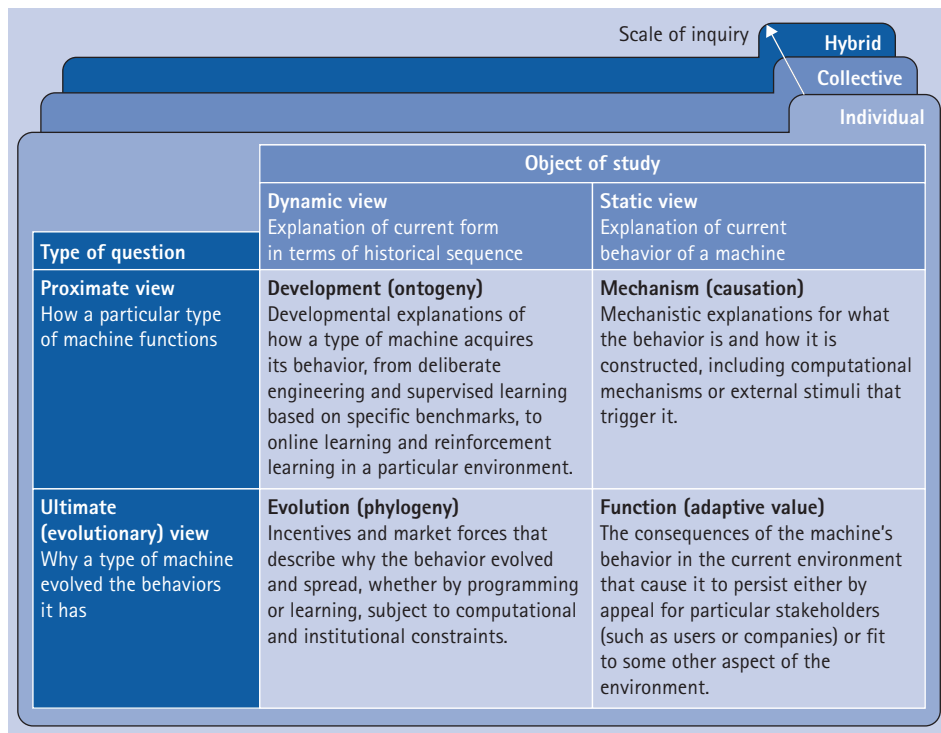 Scale of inquiry
Hybrid
Collective
Individual
Object of study
Dynamic view
Explanation of current form
in terms of historical sequence
Static view
Explanation of current
behavior of a machine
Type of question
Proximate view
How a particular type
of machine functions
Development (ontogeny)
Developmental explanations of
how a type of machine acquires
its behavior, from deliberate
engineering and supervised learning
based on specific benchmarks, to
online learning and reinforcement
learning in a particular environment.
Mechanism (causation)
Mechanistic explanations for what
the behavior is and how it is
constructed, including computational
mechanisms or external stimuli that
trigger it.
Ultimate
(evolutionary) view
Why a type of machine
evolved the behaviors
it has
Evolution (phylogeny)
Incentives and market forces that
describe why the behavior evolved
and spread, whether by programming
or learning, subject to computational
and institutional constraints.
Function (adaptive value)
The consequences of the machine's
behavior in the current environment
that cause it to persist either by
appeal for particular stakeholders
(such as users or companies) or fit
to some other aspect of the
environment.